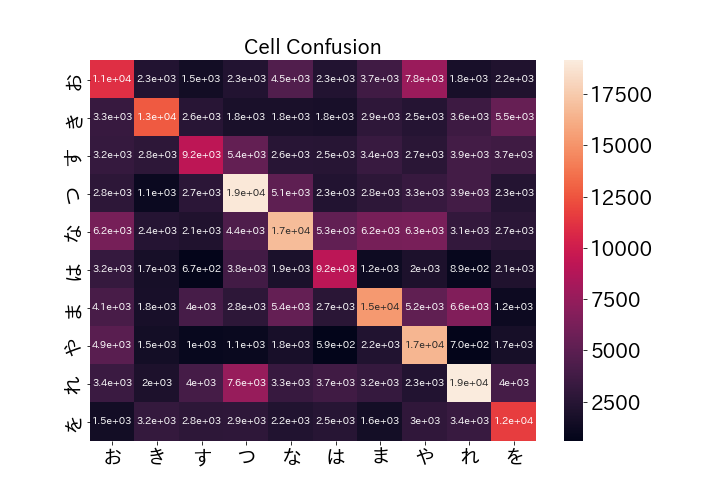 Cell Confusion
お 1.1e+04 2.3e+03 1.5e+03 2.3e+03 4.5e+03 2.3e+03 3.7e+03 7.8e+03 1.8e+03 2.2e+03
き 3.3e+03 1.3e+04 2.6e+03 1.8e+03 1.8e+03 1.8e+03 2.9e+03 2.5e+03 3.6e+03 5.5e+03
す 3.2e+03 2.8e+03 9.2e+03 5.4e+03 2.6e+03 2.5e+03 3.4e+03 2.7e+03 3.9e+03 3.7e+03
つ 2.8e+03 1.1e+03 2.7e+03 1.9e+04 5.1e+03 2.3e+03 2.8e+03 3.3e+03 3.9e+03 2.3e+03
な 6.2e+03 2.4e+03 2.1e+03 4.4e+03 1.7e+04 5.3e+03 6.2e+03 6.3e+03 3.1e+03 2.7e+03
は 3.2e+03 1.7e+03 6.7e+02 3.8e+03 1.9e+03 9.2e+03 1.2e+03 2e+03 8.9e+02 2.1e+03
ま 4.1e+03 1.8e+03 4e+03 2.8e+03 5.4e+03 2.7e+03 1.5e+04 5.2e+03 6.6e+03 1.2e+03
や 4.9e+03 1.5e+03 1e+03 1.1e+03 1.8e+03 5.9e+02 2.2e+03 1.7e+04 7.0e+02 1.7e+03
れ 3.4e+03 2e+03 4e+03 7.6e+03 3.3e+03 3.7e+03 3.2e+03 2.3e+03 1.9e+04 4e+03
を 1.5e+03 3.2e+03 2.8e+03 2.9e+03 2.2e+03 2.5e+03 1.6e+03 3e+03 3.4e+03 1.2e+04
お き す つ な は ま や れ を
17500
15000
12500
10000
7500
5000
2500